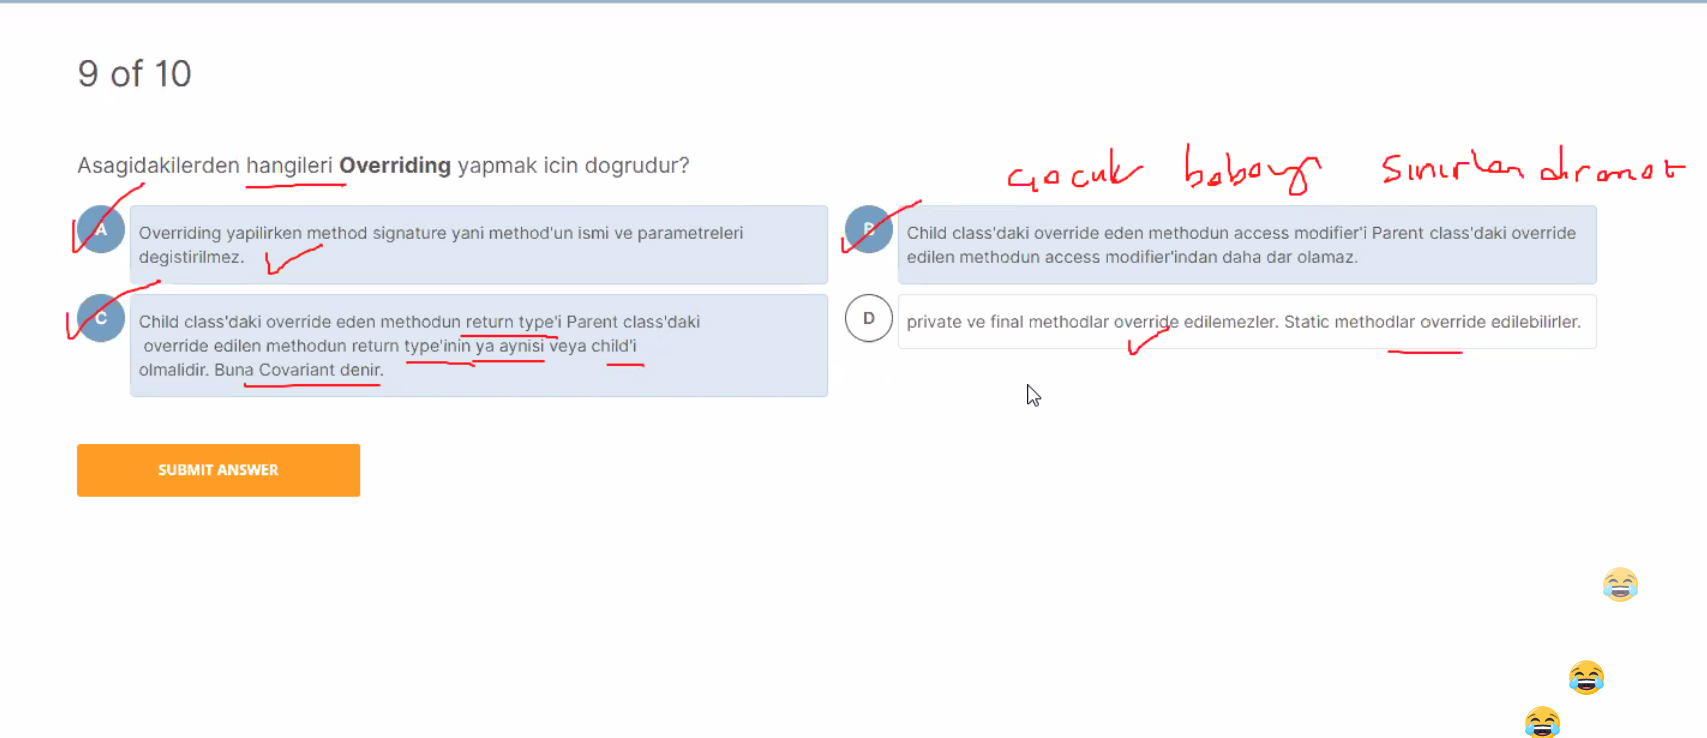 9 of 10
Asagidakilerden hangileri Overriding yapmak icin dogrudur?
çocuk babayı sınırlandıramaz
A
Overriding yapilirken method signature yani method'un ismi ve parametreleri
degistirilmez.
B
Child class'daki override eden methodun access modifier'i Parent class'daki override
edilen methodun access modifier'indan daha dar olamaz.
C
Child class'daki override eden methodun return type'i Parent class'daki
override edilen methodun return type'inin ya aynisi veya child'i
olmalidir. Buna Covariant denir.
D
private ve final methodlar override edilemezler. Static methodlar override edilebilirler.
SUBMIT ANSWER